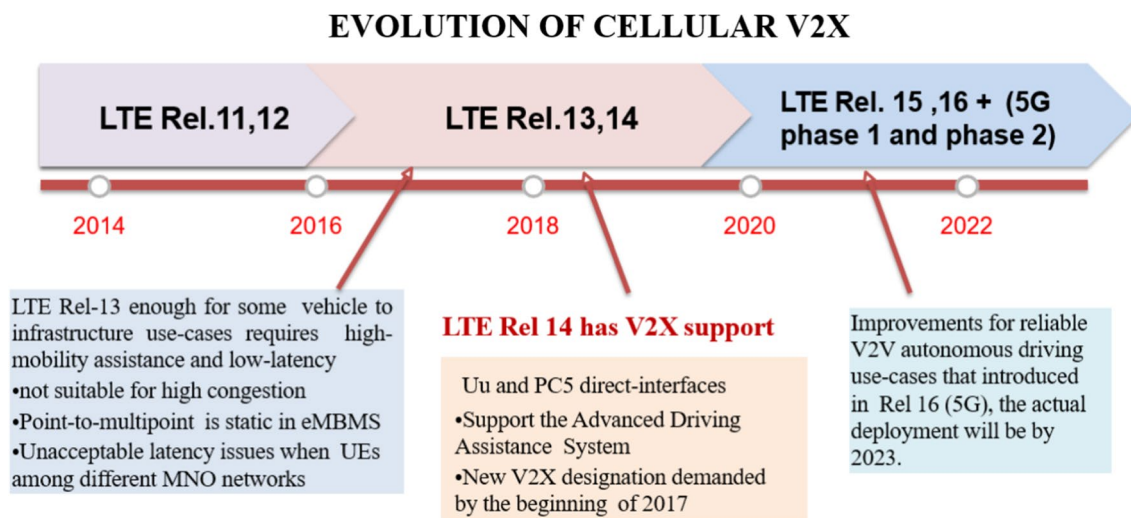 EVOLUTION OF CELLULAR V2X
LTE Rel.11,12
LTE Rel.13,14
LTE Rel. 15 ,16 + (5G
phase 1 and phase 2)
2014
2016
2018
2020
2022
LTE Rel-13 enough for some vehicle to
infrastructure use-cases requires high-
mobility assistance and low-latency
•not suitable for high congestion
•Point-to-multipoint is static in eMBMS
•Unacceptable latency issues when UEs
among different MNO networks
LTE Rel 14 has V2X support
Uu and PC5 direct-interfaces
•Support the Advanced Driving
Assistance System
•New V2X designation demanded
by the beginning of 2017
Improvements for reliable
V2V autonomous driving
use-cases that introduced
in Rel 16 (5G), the actual
deployment will be by
2023.